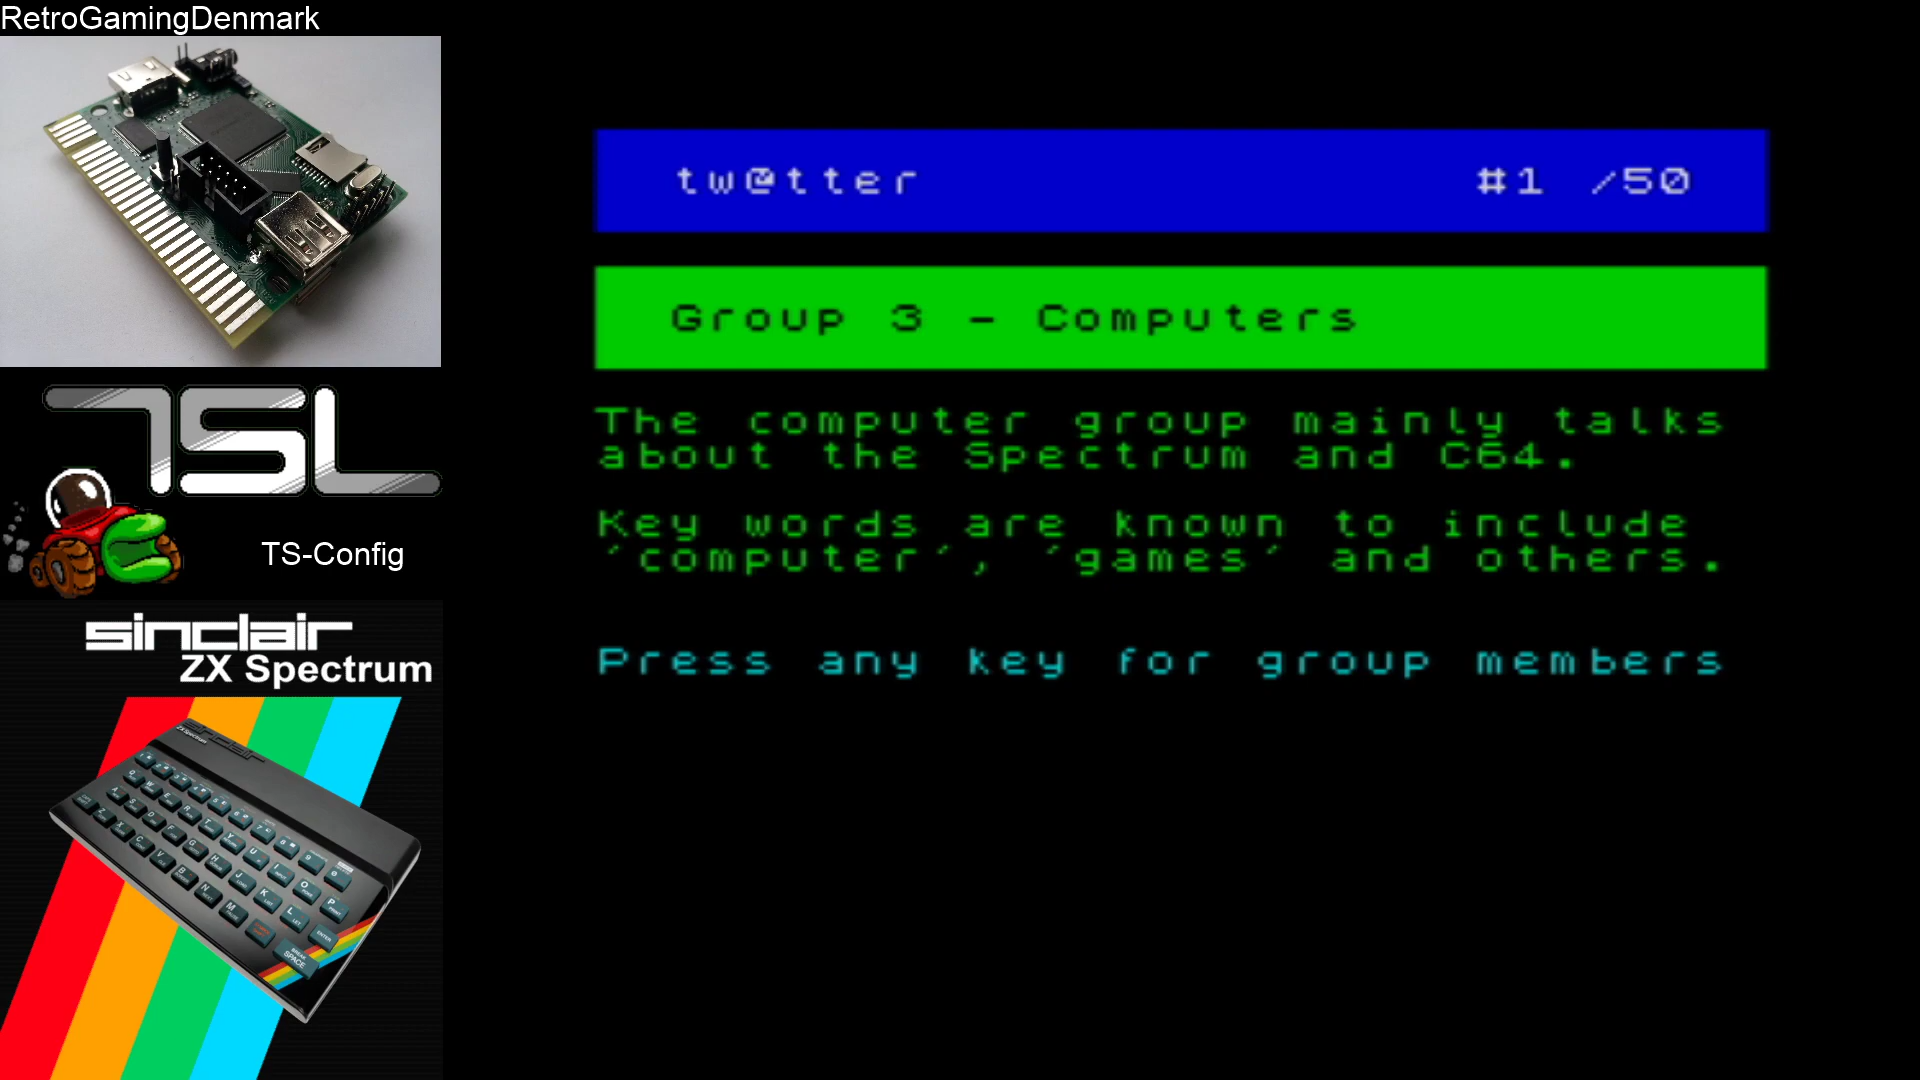 RetroGamingDenmark
TSL
TS-Config
sinclair
ZX Spectrum
tw@tter #1 /50
Group 3 - Computers
The computer group mainly talks
about the Spectrum and C64.
Key words are known to include
'computer', 'games' and others.
Press any key for group members